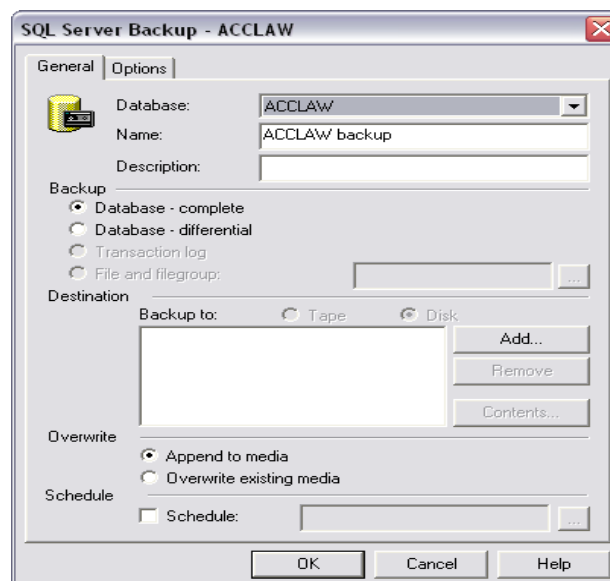 SQL Server Backup - ACCLAW
General
Options
Database:
ACCLAW
Name:
ACCLAW backup
Description:
Backup
Database - complete
Database - differential
Transaction log
File and filegroup:
...
Destination
Backup to:
Tape
Disk
Add...
Remove
Contents...
Overwrite
Append to media
Overwrite existing media
Schedule
Schedule:
...
OK
Cancel
Help